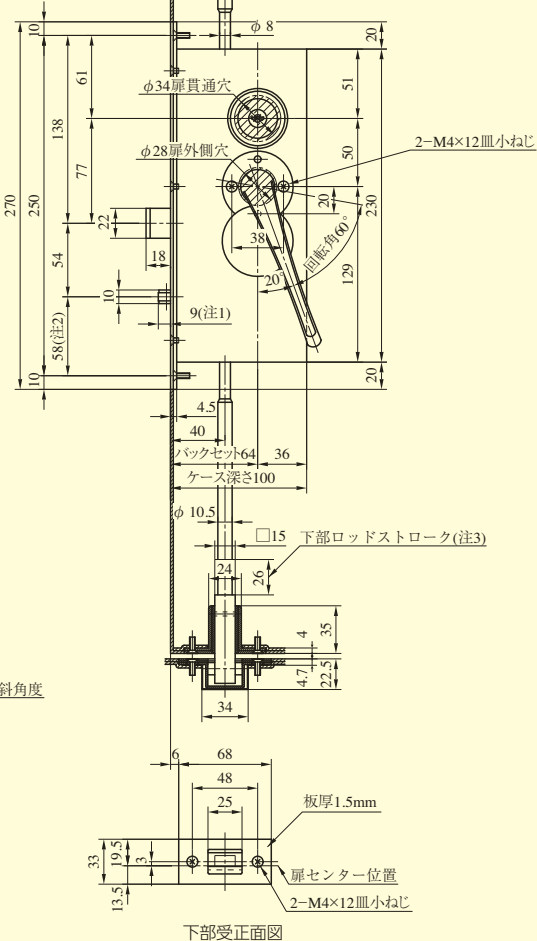 10
20
φ8
61
φ34扉貫通穴
51
138
φ28扉外側穴
50
2−M4×12皿小ねじ
77
270
250
230
20
22
38
回転角60°
18
54
20°
129
10
9(注1)
58(注2)
10
20
4.5
40
バックセット64
36
ケース深さ100
φ10.5
□15
下部ロッドストローク(注3)
24
26
4
35
斜角度
4.7
22.5
34
6
68
48
25
板厚1.5mm
33
19.5
3
扉センター位置
13.5
2−M4×12皿小ねじ
下部受正面図